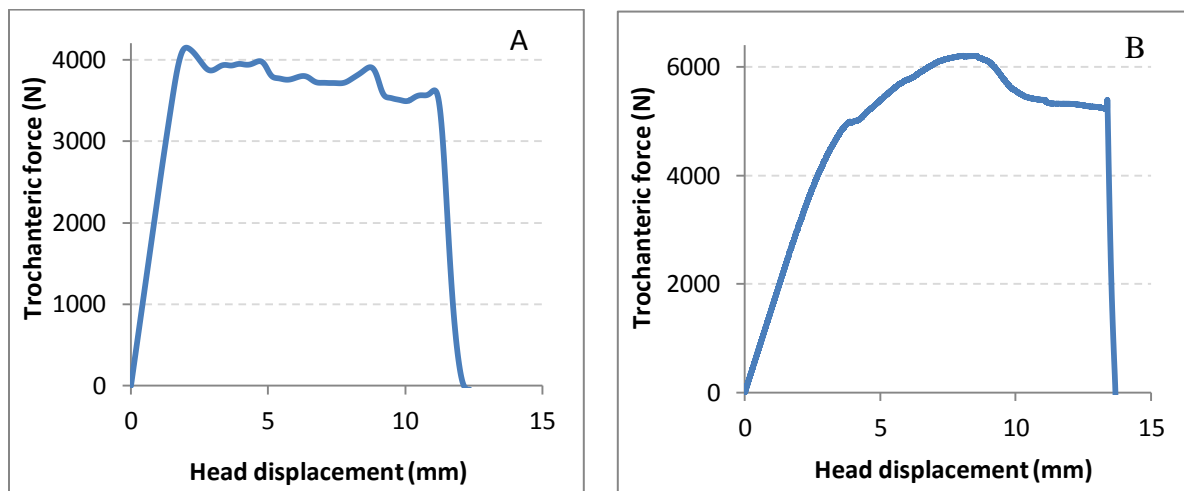 A
Trochanteric force (N)
4000
3000
2000
1000
0
0 5 10 15
Head displacement (mm)
B
Trochanteric force (N)
6000
4000
2000
0
0 5 10 15
Head displacement (mm)